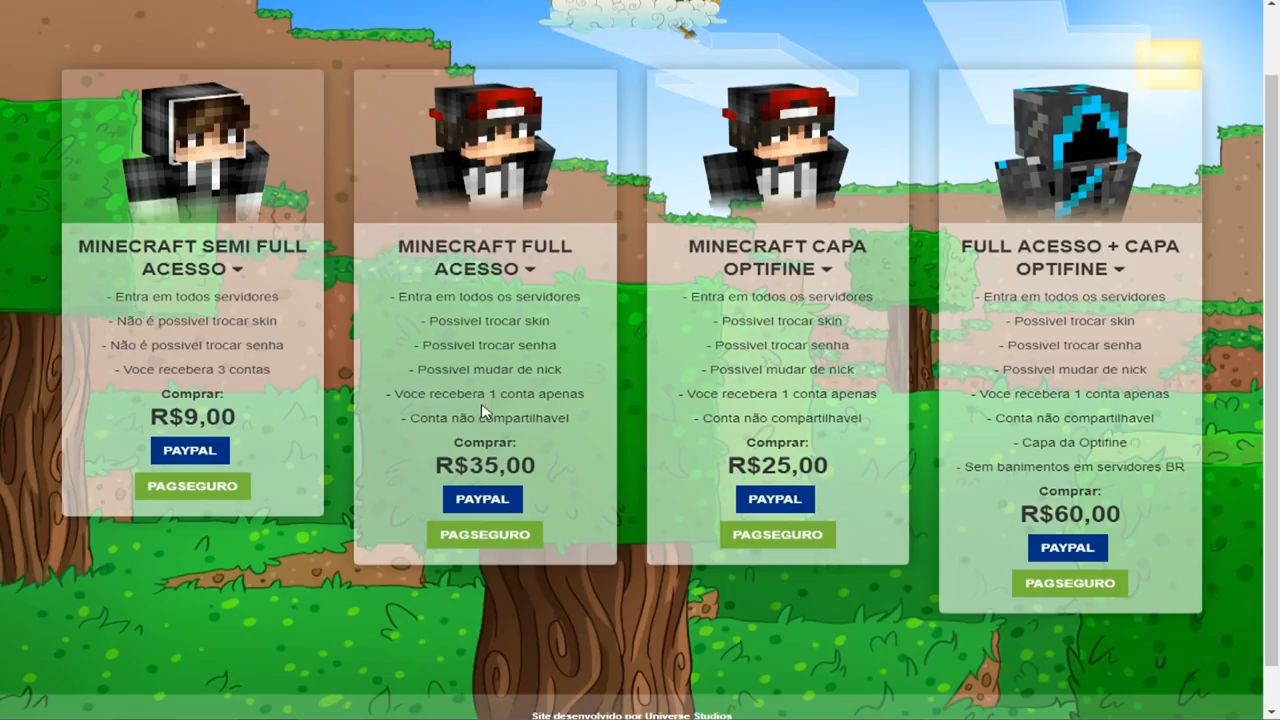 MINECRAFT SEMI FULL
ACESSO
- Entra em todos servidores
- Não é possivel trocar skin
- Não é possivel trocar senha
- Voce recebera 3 contas
Comprar:
R$9,00
PAYPAL
PAGSEGURO
MINECRAFT FULL
ACESSO
- Entra em todos os servidores
- Possivel trocar skin
- Possivel trocar senha
- Possivel mudar de nick
- Voce recebera 1 conta apenas
- Conta não compartilhavel
Comprar:
R$35,00
PAYPAL
PAGSEGURO
MINECRAFT CAPA
OPTIFINE
- Entra em todos os servidores
- Possivel trocar skin
- Possivel trocar senha
- Possivel mudar de nick
- Voce recebera 1 conta apenas
- Conta não compartilhavel
Comprar:
R$25,00
PAYPAL
PAGSEGURO
FULL ACESSO + CAPA
OPTIFINE
- Entra em todos os servidores
- Possivel trocar skin
- Possivel trocar senha
- Possivel mudar de nick
- Voce recebera 1 conta apenas
- Conta não compartilhavel
- Capa da Optifine
- Sem banimentos em servidores BR
Comprar:
R$60,00
PAYPAL
PAGSEGURO
Site desenvolvido por Universe Studios